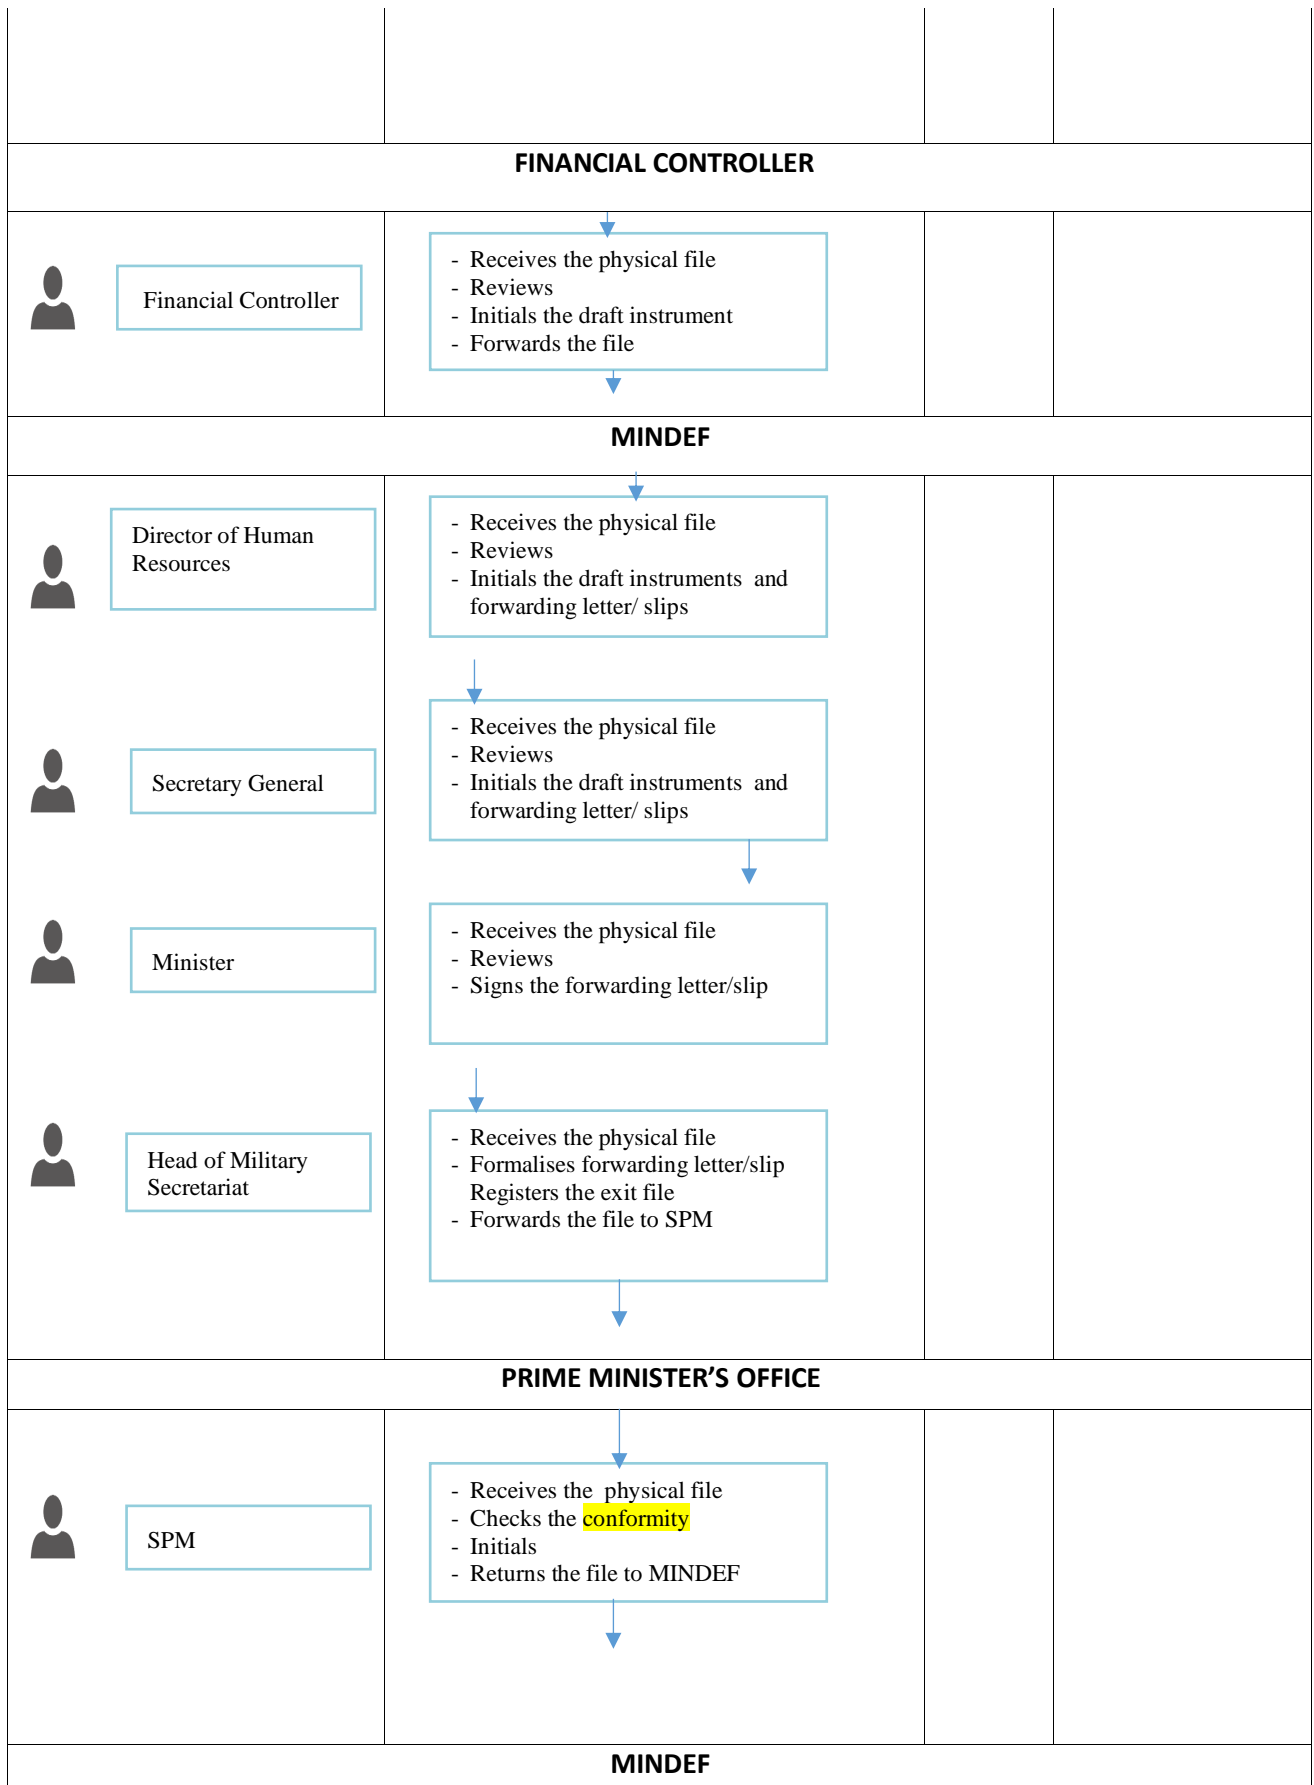 FINANCIAL CONTROLLER
Financial Controller
- Receives the physical file
- Reviews
- Initials the draft instrument
- Forwards the file
MINDEF
Director of Human
Resources
- Receives the physical file
- Reviews
- Initials the draft instruments and
forwarding letter/ slips
Secretary General
- Receives the physical file
- Reviews
- Initials the draft instruments and
forwarding letter/ slips
Minister
- Receives the physical file
- Reviews
- Signs the forwarding letter/slip
Head of Military
Secretariat
- Receives the physical file
- Formalises forwarding letter/slip
Registers the exit file
- Forwards the file to SPM
PRIME MINISTER’S OFFICE
SPM
- Receives the physical file
- Checks the conformity
- Initials
- Returns the file to MINDEF
MINDEF